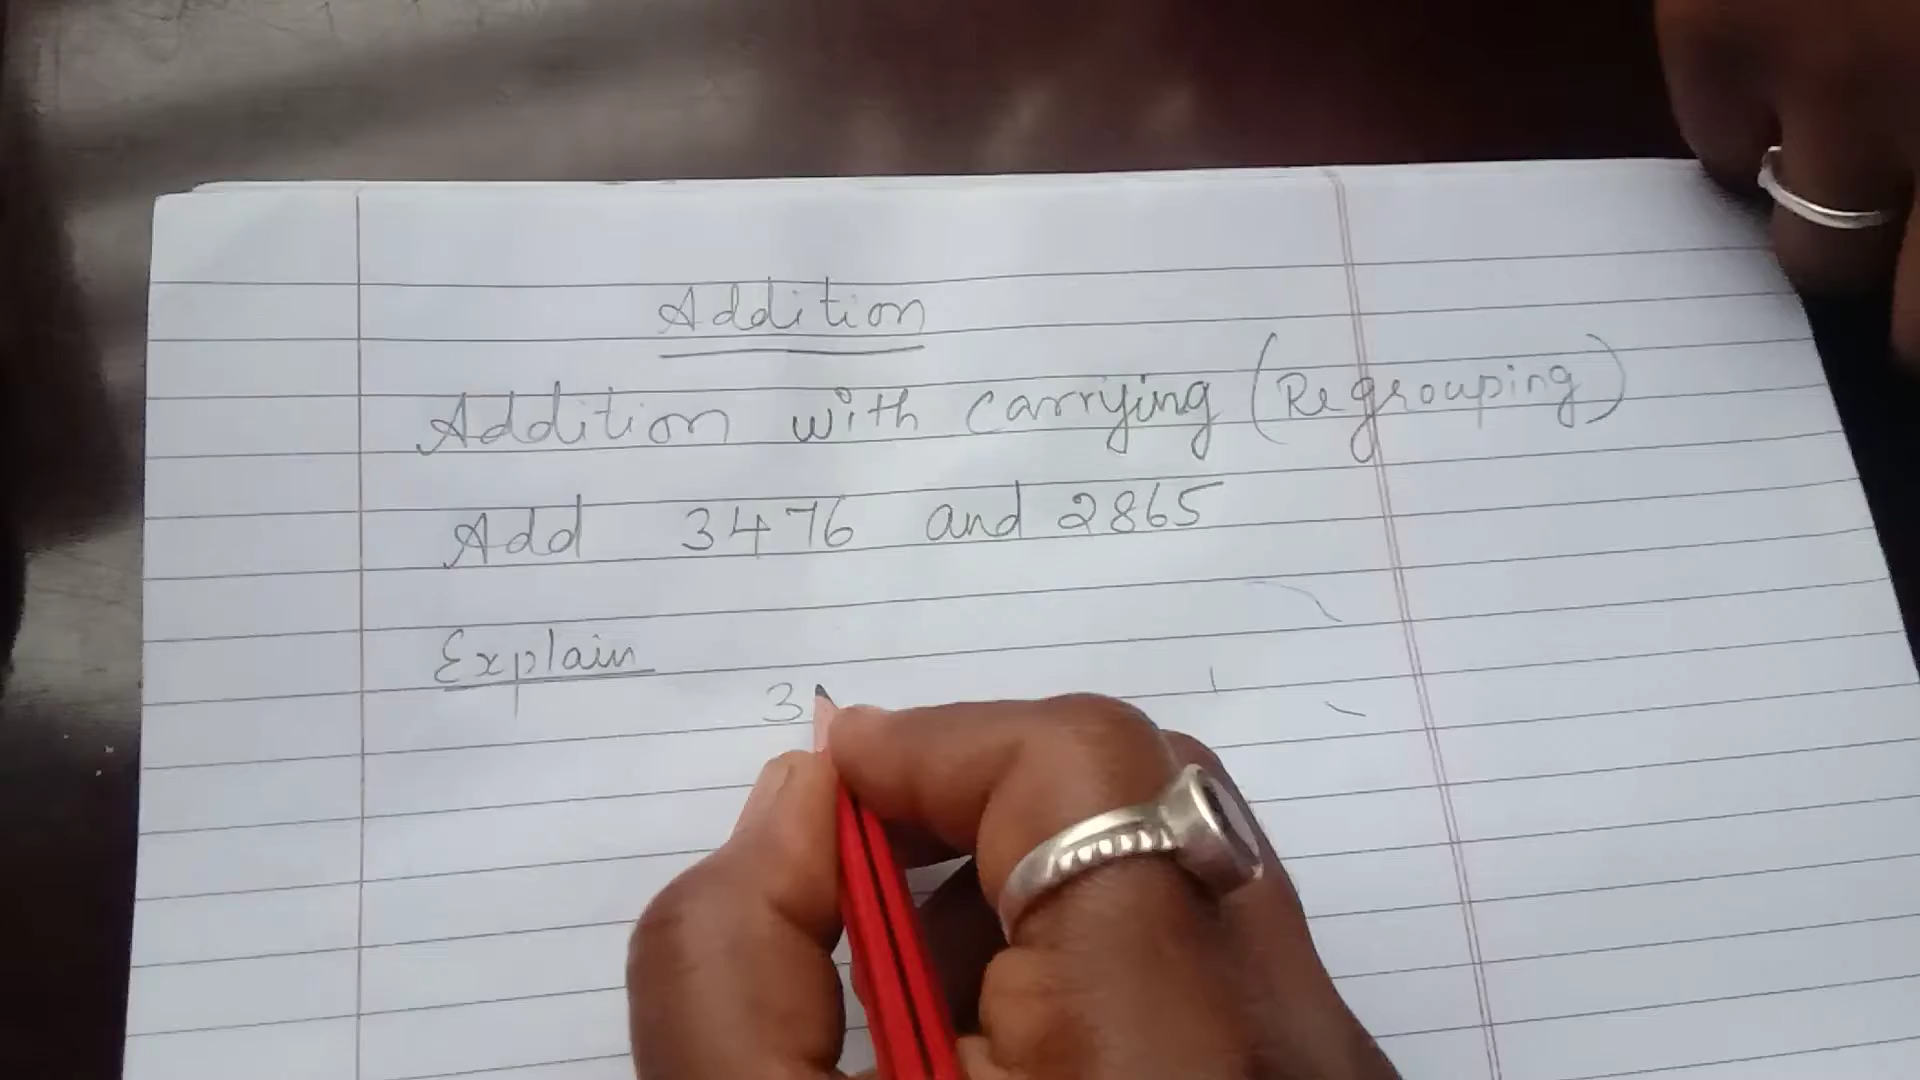 Addition
Addition with carrying (Regrouping)
Add 3476 and 2865
Explain
3